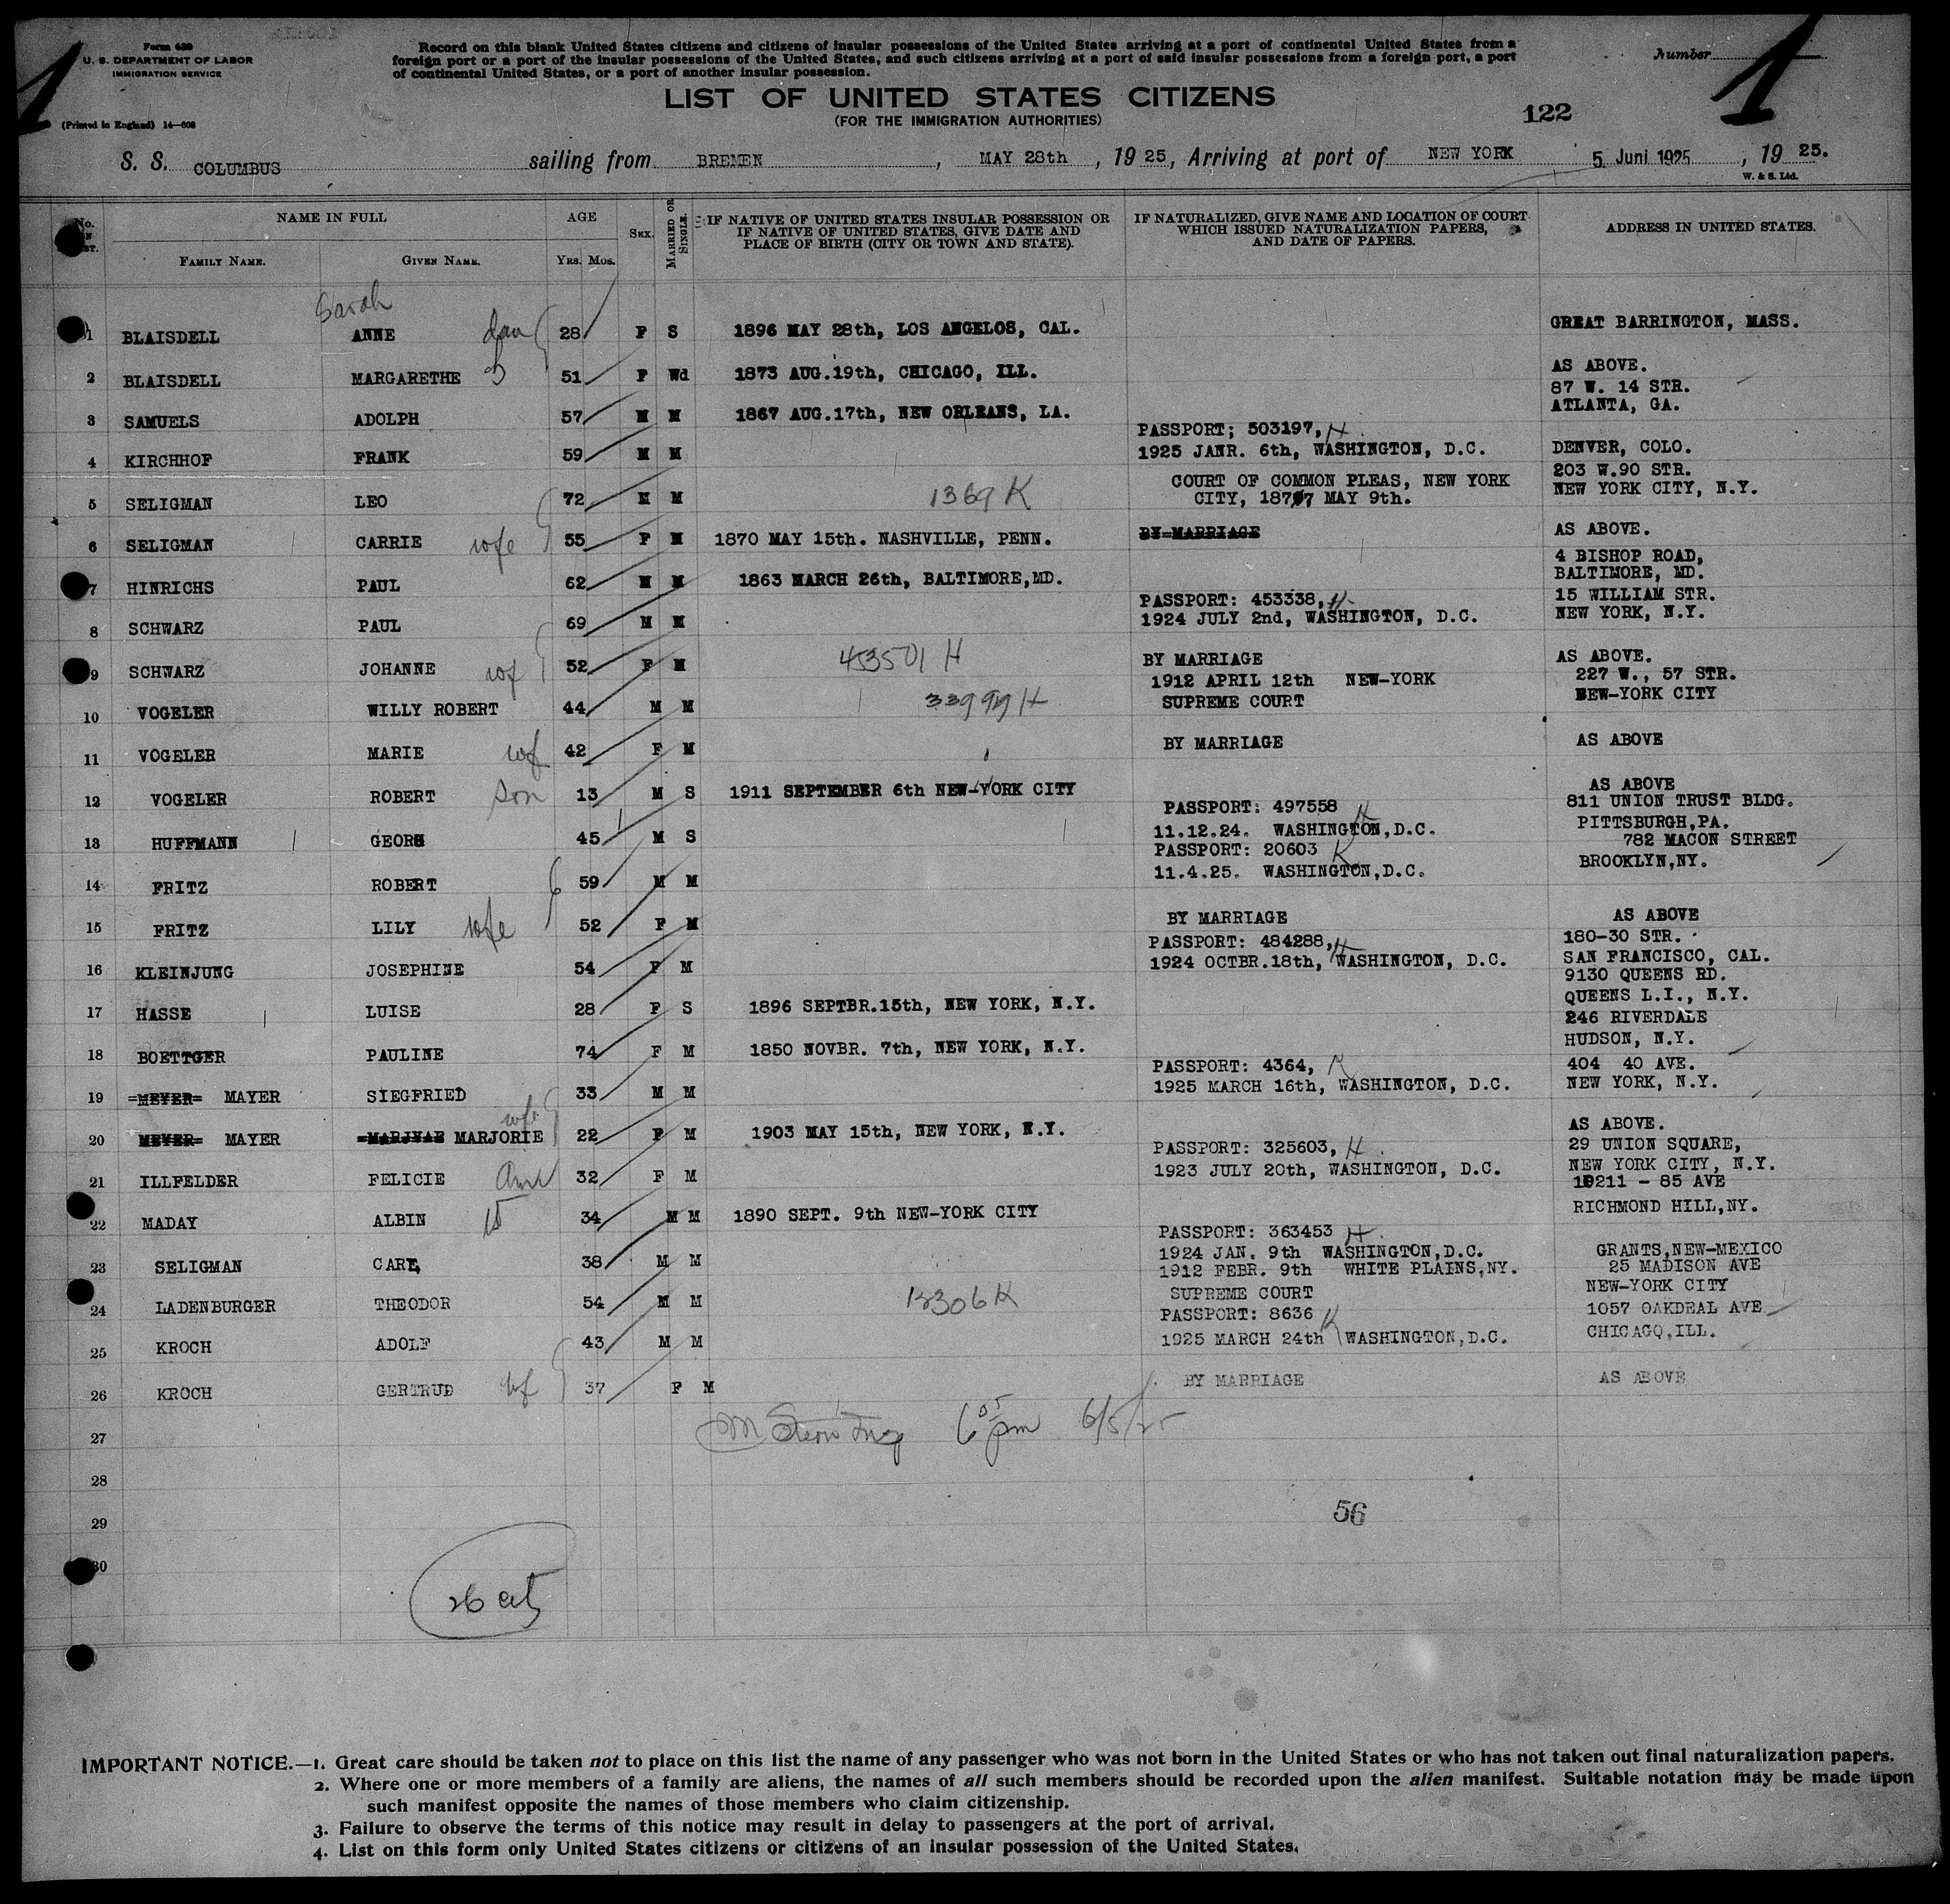 Form 630
U. S. DEPARTMENT OF LABOR
IMMIGRATION SERVICE
(Printed in England) 14—608
Record on this blank United States citizens and citizens of insular possessions of the United States arriving at a port of continental United States from a
foreign port or a port of the insular possessions of the United States, and such citizens arriving at a port of said insular possessions from a foreign port, a port
of continental United States, or a port of another insular possession.
Number 1
1
LIST OF UNITED STATES CITIZENS
(FOR THE IMMIGRATION AUTHORITIES)
122
S. S. COLUMBUS sailing from BREMEN, MAY 28th, 1925, Arriving at port of NEW YORK 5 Juni 1925, 1925.
W. & S. Ltd.
No. ON LIST. NAME IN FULL AGE SEX. MARRIED OR SINGLE. IF NATIVE OF UNITED STATES INSULAR POSSESSION OR IF NATIVE OF UNITED STATES, GIVE DATE AND PLACE OF BIRTH (CITY OR TOWN AND STATE). IF NATURALIZED, GIVE NAME AND LOCATION OF COURT WHICH ISSUED NATURALIZATION PAPERS, AND DATE OF PAPERS. ADDRESS IN UNITED STATES.
FAMILY NAME. GIVEN NAME. YRS. MOS.
Sarah
1 BLAISDELL ANNE dau 28 F S 1896 MAY 28th, LOS ANGELOS, CAL. GREAT BARRINGTON, MASS.
2 BLAISDELL MARGARETHE 51 F Wd 1873 AUG.19th, CHICAGO, ILL. AS ABOVE.
3 SAMUELS ADOLPH 57 M M 1867 AUG.17th, NEW ORLEANS, LA. 87 W. 14 STR. ATLANTA, GA.
4 KIRCHHOF FRANK 59 M M PASSPORT; 503197, H. 1925 JANR. 6th, WASHINGTON, D.C. DENVER, COLO.
5 SELIGMAN LEO 72 M M 1369 K COURT OF COMMON PLEAS, NEW YORK CITY, 1877 MAY 9th. 203 W.90 STR. NEW YORK CITY, N.Y.
6 SELIGMAN CARRIE wife 55 F M 1870 MAY 15th. NASHVILLE, PENN. BY MARRIAGE AS ABOVE.
7 HINRICHS PAUL 62 M M 1863 MARCH 26th, BALTIMORE,MD. 4 BISHOP ROAD, BALTIMORE, MD.
8 SCHWARZ PAUL 69 M M PASSPORT: 453338, H. 1924 JULY 2nd, WASHINGTON, D.C. 15 WILLIAM STR. NEW YORK, N.Y.
9 SCHWARZ JOHANNE wf 52 F M 453501 H BY MARRIAGE AS ABOVE.
10 VOGELER WILLY ROBERT 44 M M 33999 H 1912 APRIL 12th NEW-YORK SUPREME COURT 227 W., 57 STR. NEW-YORK CITY
11 VOGELER MARIE wf 42 F M BY MARRIAGE AS ABOVE
12 VOGELER ROBERT Son 13 M S 1911 SEPTEMBER 6th NEW-YORK CITY AS ABOVE
13 HUFFMANN GEORG 45 M S PASSPORT: 497558 H 11.12.24. WASHINGTON,D.C. 811 UNION TRUST BLDG. PITTSBURGH,PA.
14 FRITZ ROBERT 59 M M PASSPORT: 20603 K 11.4.25. WASHINGTON,D.C. 782 MACON STREET BROOKLYN,NY.
15 FRITZ LILY wife 52 F M BY MARRIAGE AS ABOVE
16 KLEINJUNG JOSEPHINE 54 F M PASSPORT: 484288, H 1924 OCTBR.18th, WASHINGTON, D.C. 180-30 STR. SAN FRANCISCO, CAL.
17 HASSE LUISE 28 F S 1896 SEPTBR.15th, NEW YORK, N.Y. 9130 QUEENS RD. QUEENS L.I., N.Y.
18 BOETTGER PAULINE 74 F M 1850 NOVBR. 7th, NEW YORK, N.Y. 246 RIVERDALE HUDSON, N.Y.
19 MEYER MAYER SIEGFRIED 33 M M PASSPORT: 4364, K 1925 MARCH 16th, WASHINGTON, D.C. 404 40 AVE. NEW YORK, N.Y.
20 MEYER MAYER MARJORIE wife 22 F M 1903 MAY 15th, NEW YORK, N.Y. AS ABOVE.
21 ILLFELDER FELICIE 32 F M PASSPORT: 325603, H. 1923 JULY 20th, WASHINGTON, D.C. 29 UNION SQUARE, NEW YORK CITY, N.Y.
22 MADAY ALBIN 34 M M 1890 SEPT. 9th NEW-YORK CITY 10211 - 85 AVE RICHMOND HILL,NY.
23 SELIGMAN CARL 38 M M PASSPORT: 363453 H. 1924 JAN. 9th WASHINGTON,D.C. GRANTS,NEW-MEXICO
24 LADENBURGER THEODOR 54 M M 18306 K 1912 FEBR. 9th WHITE PLAINS,NY. SUPREME COURT 25 MADISON AVE NEW-YORK CITY
25 KROCH ADOLF 43 M M PASSPORT: 8636 K 1925 MARCH 24th WASHINGTON,D.C. 1057 OAKDEAL AVE CHICAGO,ILL.
26 KROCH GERTRUD wf 37 F M BY MARRIAGE AS ABOVE
27 6 05 pm 6/5/25
28
29 56
30
26
IMPORTANT NOTICE.—1. Great care should be taken not to place on this list the name of any passenger who was not born in the United States or who has not taken out final naturalization papers.
2. Where one or more members of a family are aliens, the names of all such members should be recorded upon the alien manifest. Suitable notation may be made upon
such manifest opposite the names of those members who claim citizenship.
3. Failure to observe the terms of this notice may result in delay to passengers at the port of arrival.
4. List on this form only United States citizens or citizens of an insular possession of the United States.